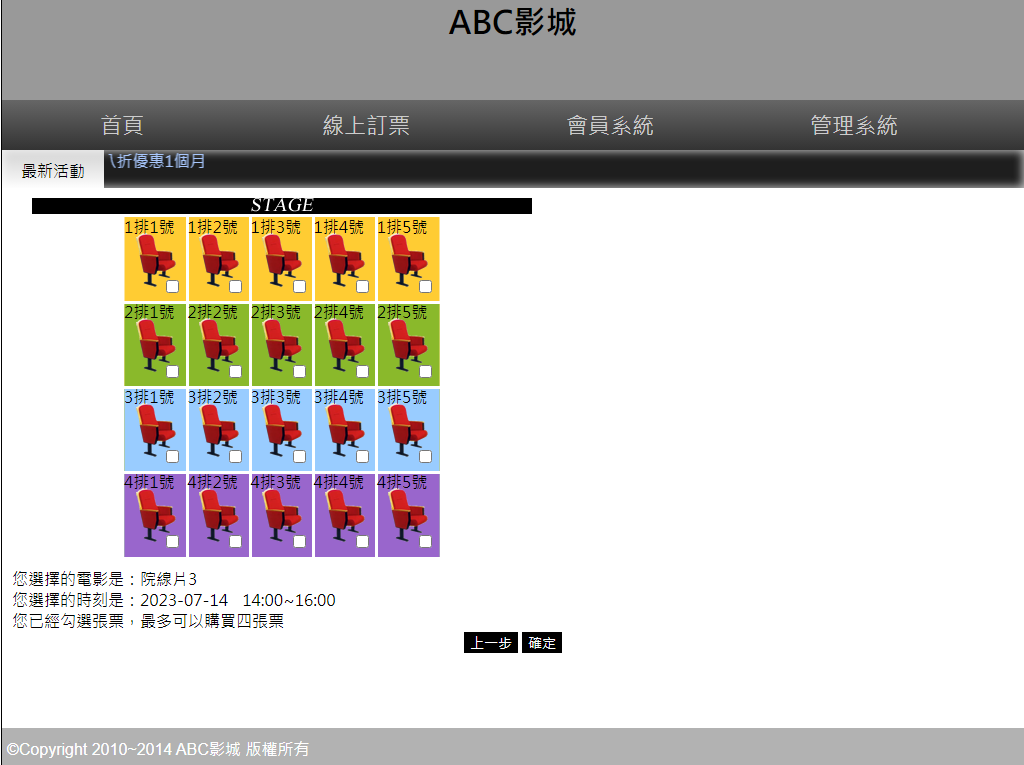 ABC影城
首頁 線上訂票 會員系統 管理系統
最新活動 折優惠1個月
STAGE
1排1號 1排2號 1排3號 1排4號 1排5號
2排1號 2排2號 2排3號 2排4號 2排5號
3排1號 3排2號 3排3號 3排4號 3排5號
4排1號 4排2號 4排3號 4排4號 4排5號
您選擇的電影是：院線片3
您選擇的時刻是：2023-07-14 14:00~16:00
您已經勾選張票，最多可以購買四張票
上一步 確定
©Copyright 2010~2014 ABC影城 版權所有